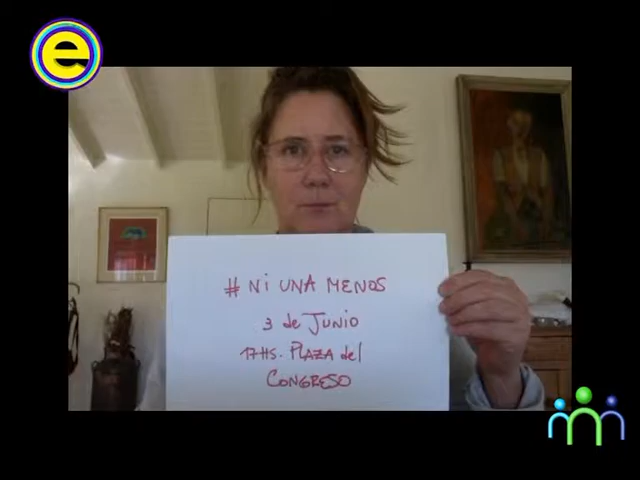 e
# Ni UNA MENOS
3 de JUNIO
17HS. PLAZA del
CONGRESO